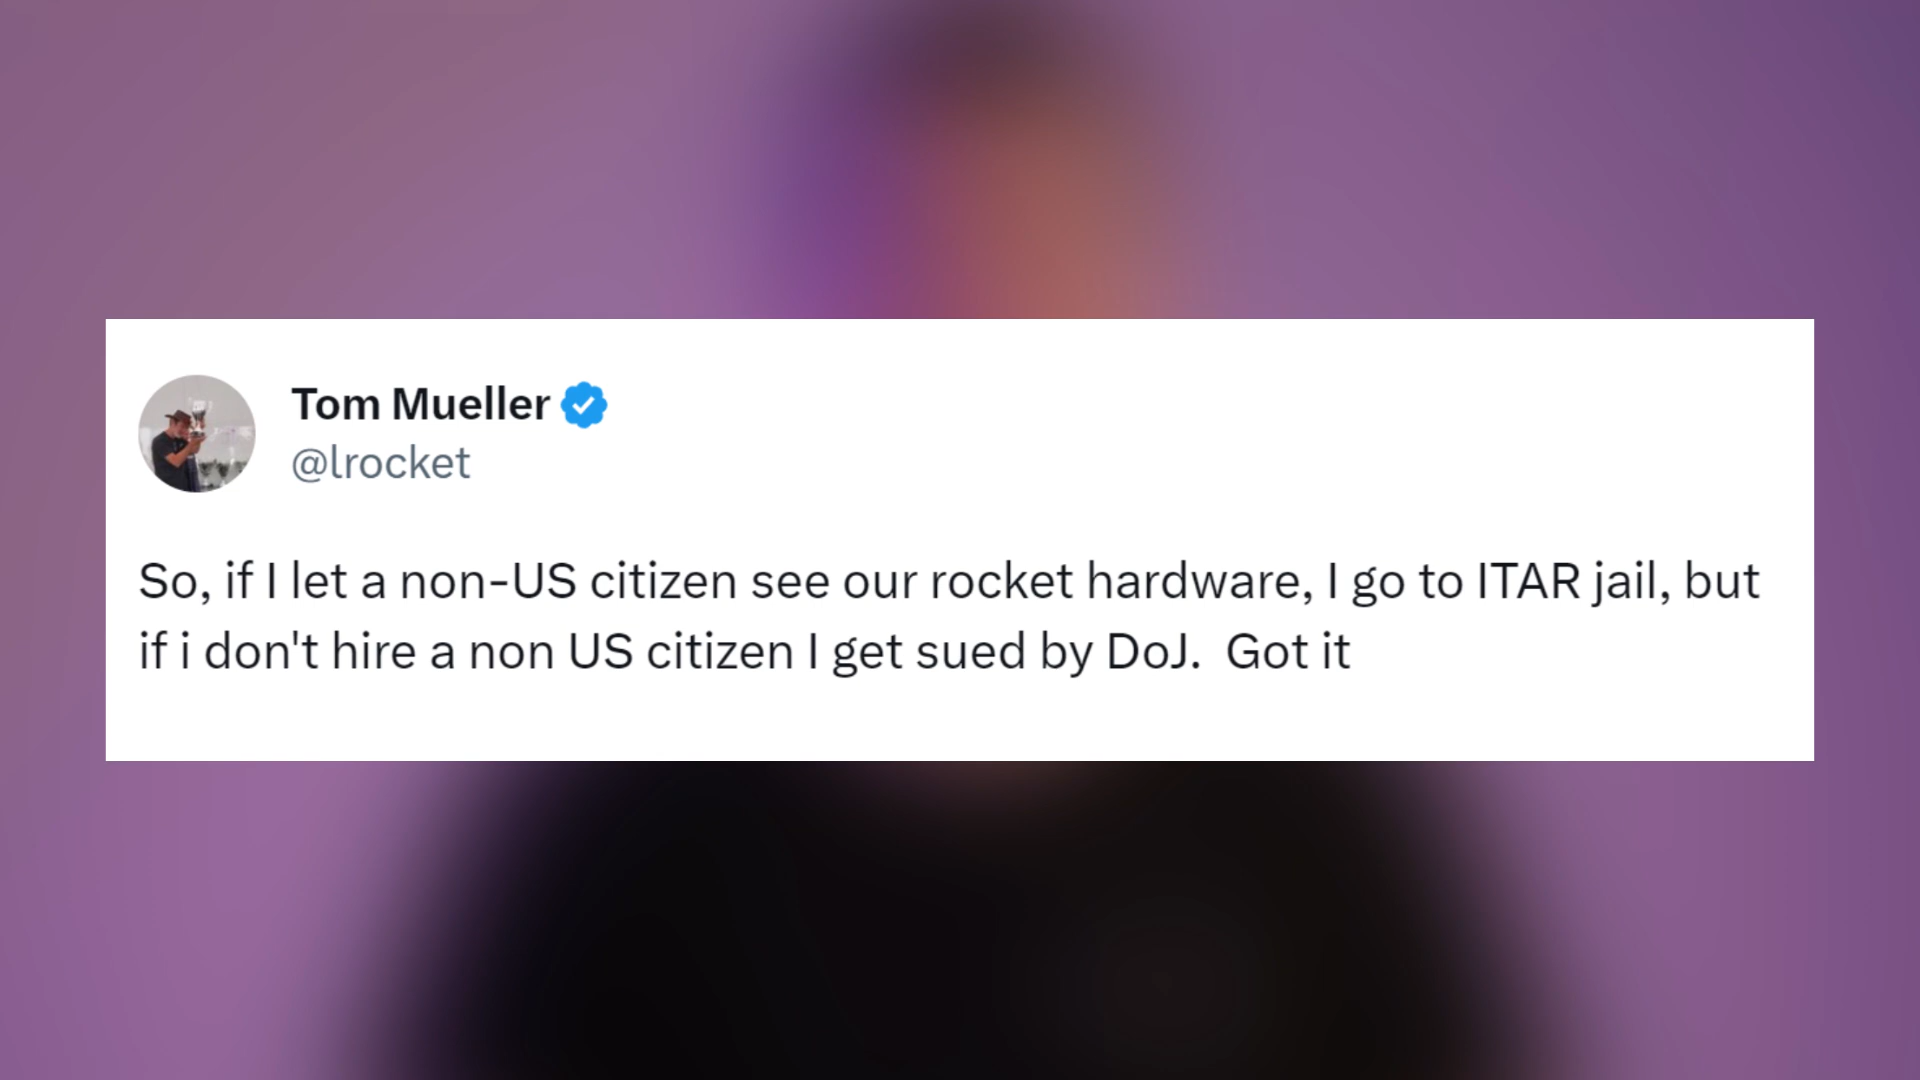 Tom Mueller
@lrocket
So, if I let a non-US citizen see our rocket hardware, I go to ITAR jail, but
if i don't hire a non US citizen I get sued by DoJ.  Got it